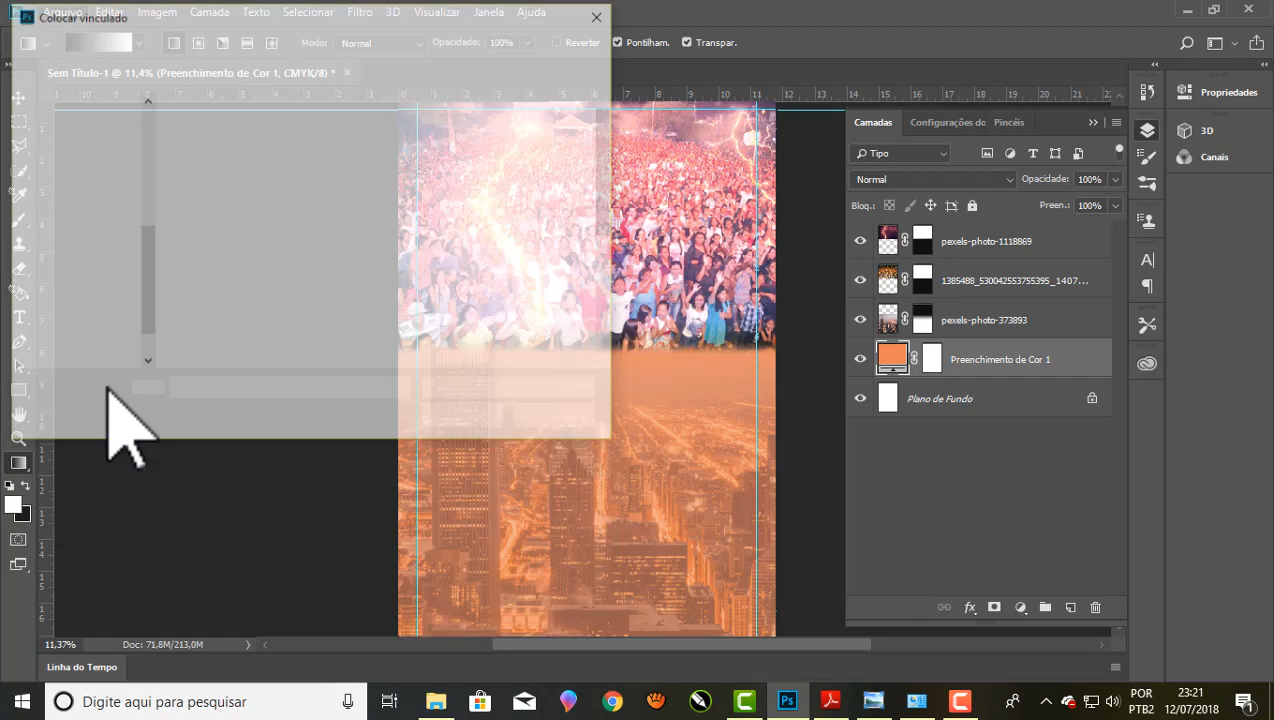 Arquivo Editar Imagem Camada Texto Selecionar Filtro 3D Visualizar Janela Ajuda
Colocar vinculado
Modo: Normal Opacidade: 100% Reverter Pontilham. Transpar.
Sem Título-1 @ 11,4% (Preenchimento de Cor 1, CMYK/8) *
Camadas Configurações do Pincéis
Tipo
Normal Opacidade: 100%
Bloq.: Preen.: 100%
pexels-photo-1118869
1385488_530042553755395_1407...
pexels-photo-373893
Preenchimento de Cor 1
Plano de Fundo
Propriedades
3D
Canais
11,37% Doc: 71,8M/213,0M
Linha do Tempo
Digite aqui para pesquisar
POR
PTB2
23:21
12/07/2018